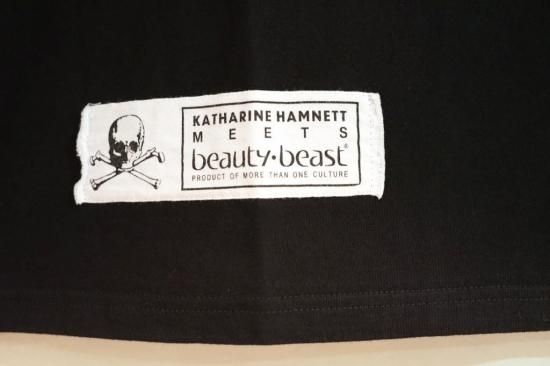 KATHARINE HAMNETT
MEETS
beauty·beast®
PRODUCT OF MORE THAN ONE CULTURE